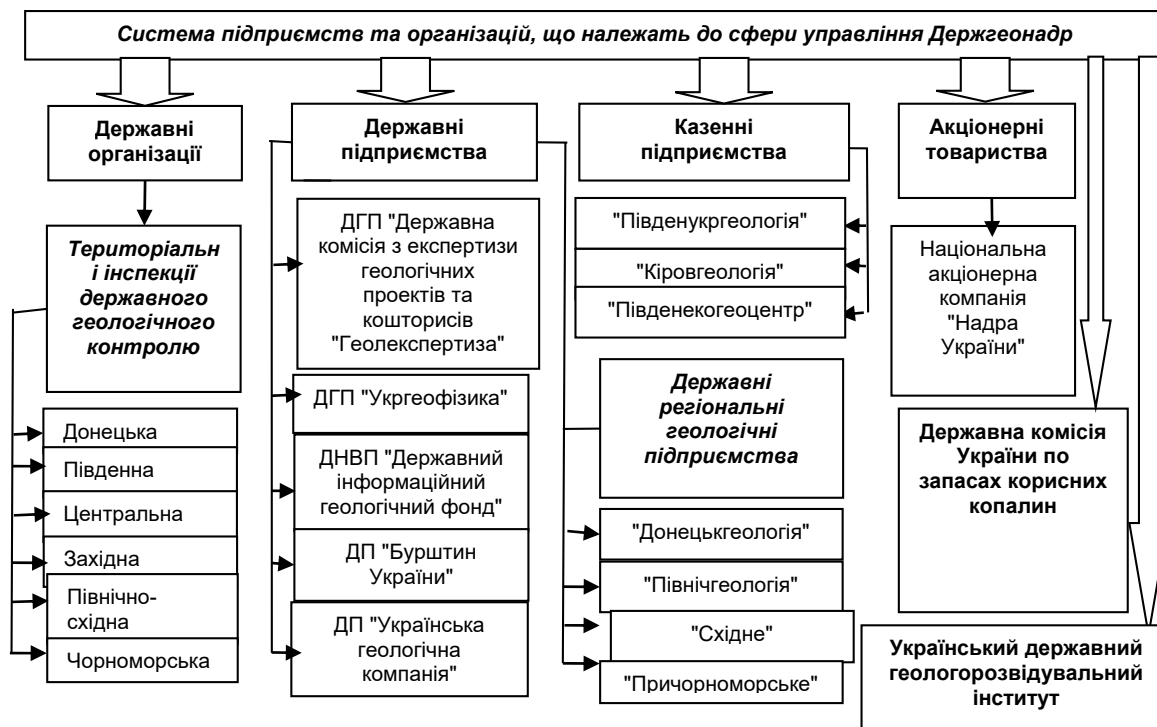 Система підприємств та організацій, що належать до сфери управління Держгеонадр
Державні
організації
Територіальн
і інспекції
державного
геологічного
контролю
Донецька
Південна
Центральна
Західна
Північно-
східна
Чорноморська
Державні
підприємства
ДГП "Державна
комісія з експертизи
геологічних
проектів та
кошторисів
"Геолекспертиза"
ДГП "Укргеофізика"
ДНВП "Державний
інформаційний
геологічний фонд"
ДП "Бурштин
України"
ДП "Українська
геологічна
компанія"
Казенні
підприємства
"Південукргеологія"
"Кіровгеологія"
"Південекогеоцентр"
Державні
регіональні
геологічні
підприємства
"Донецькгеологія"
"Північгеологія"
"Східне"
"Причорноморське"
Акціонерні
товариства
Національна
акціонерна
компанія
"Надра
України"
Державна комісія
України по
запасах корисних
копалин
Український державний
геологорозвідувальний
інститут